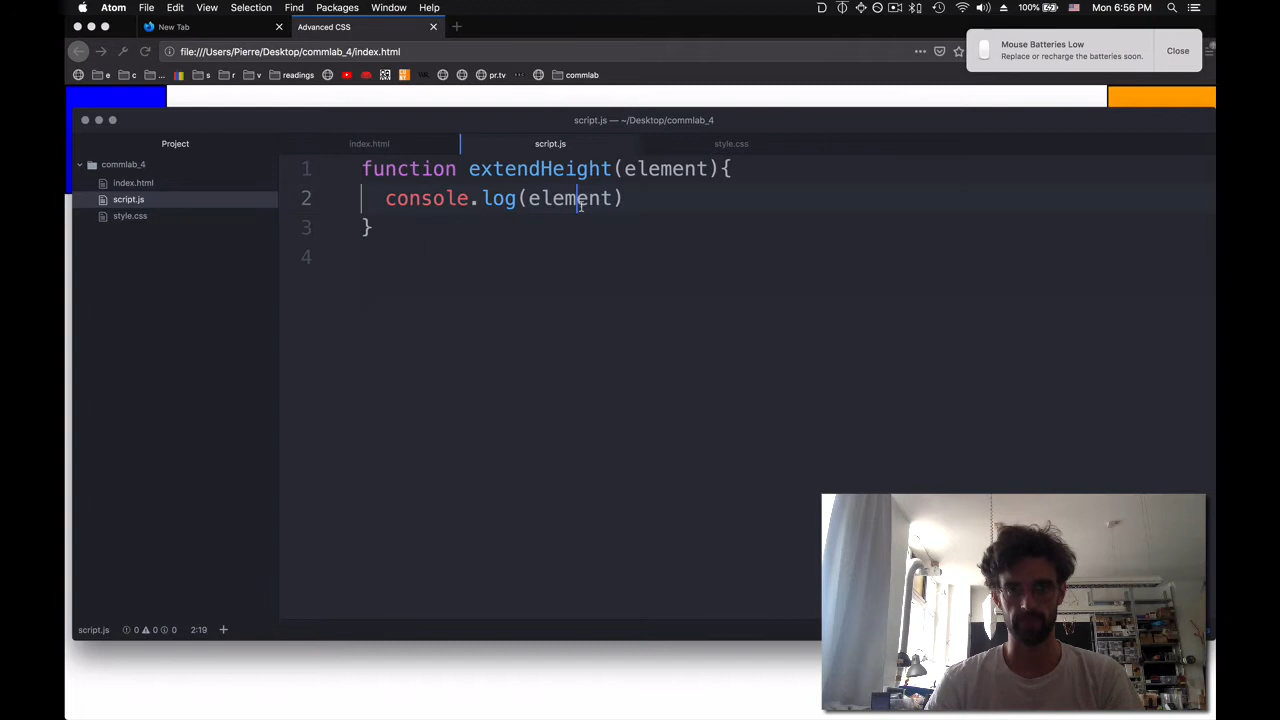 Atom File Edit View Selection Find Packages Window Help 100% Mon 6:56 PM
New Tab Advanced CSS
file:///Users/Pierre/Desktop/commlab_4/index.html
e c ... s r v readings pr.tv commlab
Mouse Batteries Low
Replace or recharge the batteries soon.
Close
script.js — ~/Desktop/commlab_4
Project
index.html script.js style.css
commlab_4
index.html
script.js
style.css
1 function extendHeight(element){
2 console.log(element)
3 }
4
script.js 0 0 0 2:19